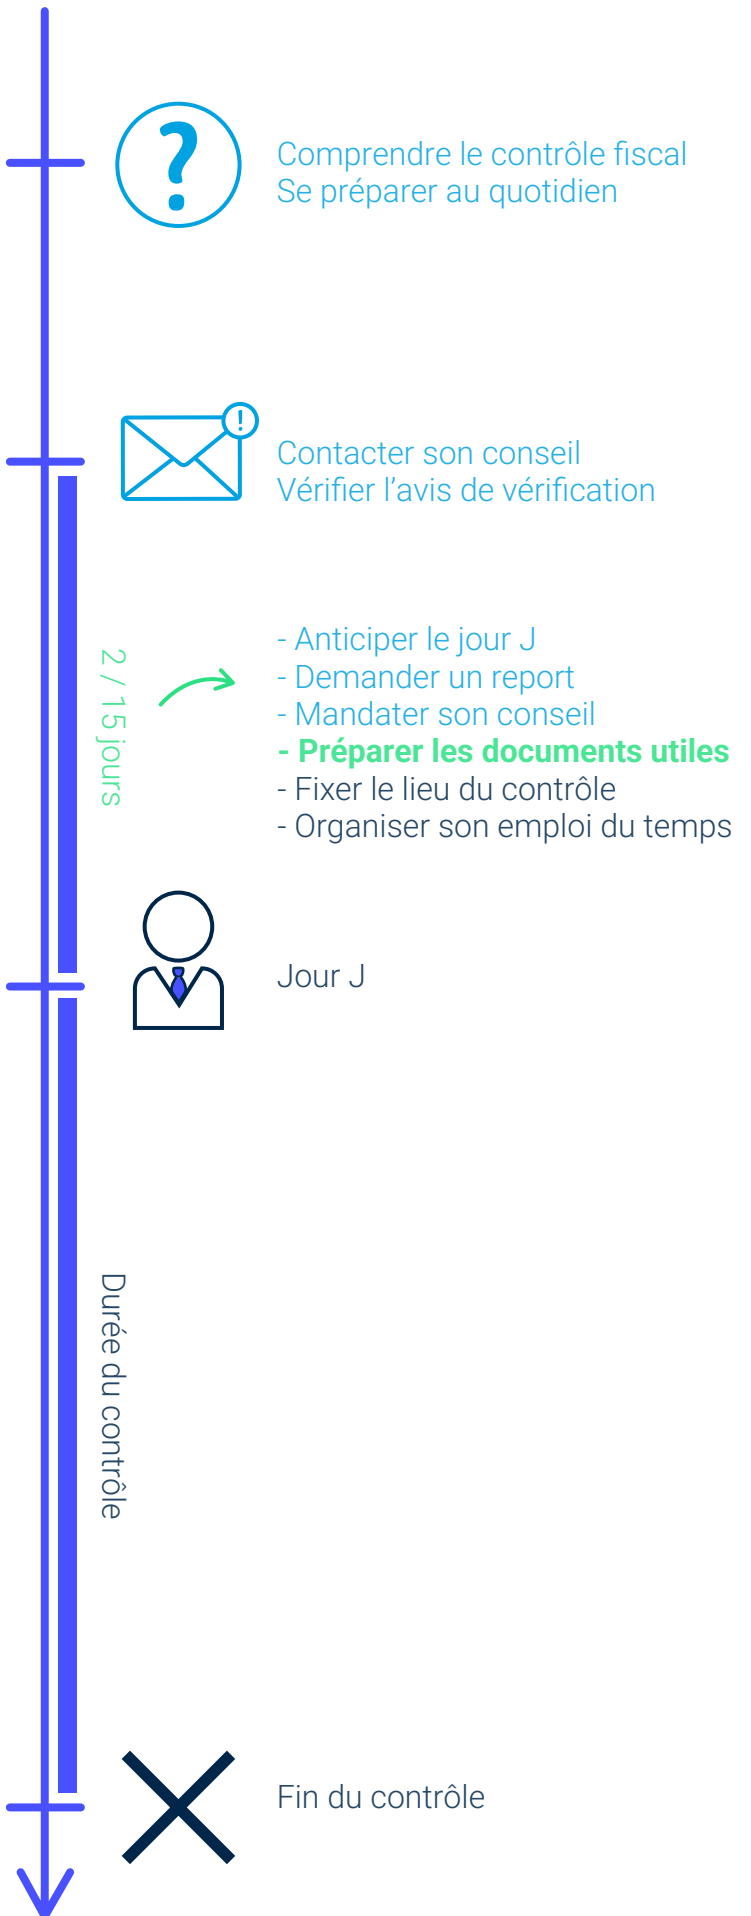 Comprendre le contrôle fiscal
Se préparer au quotidien
Contacter son conseil
Vérifier l’avis de vérification
2 / 15 jours
- Anticiper le jour J
- Demander un report
- Mandater son conseil
- Préparer les documents utiles
- Fixer le lieu du contrôle
- Organiser son emploi du temps
Jour J
Durée du contrôle
Fin du contrôle